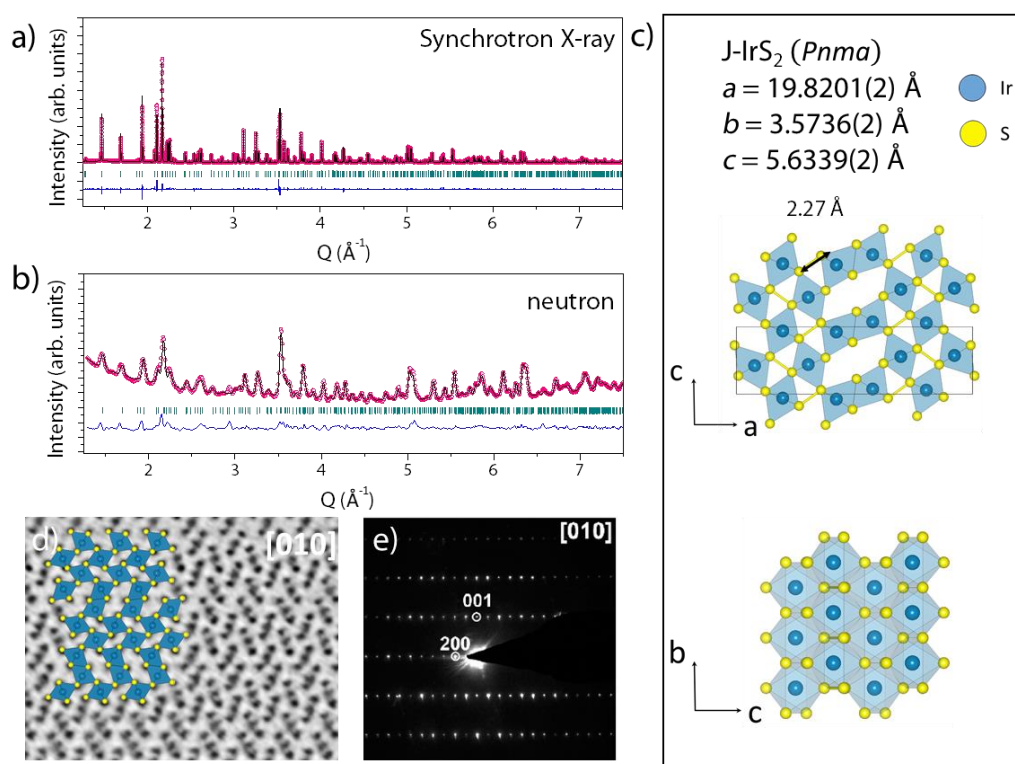 a)
Synchrotron X-ray
Intensity (arb. units)
2 3 4 5 6 7
Q (Å⁻¹)
b)
neutron
Intensity (arb. units)
2 3 4 5 6 7
Q (Å⁻¹)
c)
J-IrS₂ (Pnma)
a = 19.8201(2) Å
b = 3.5736(2) Å
c = 5.6339(2) Å
Ir
S
2.27 Å
c
a
b
c
d)
[010]
e)
[010]
001
200